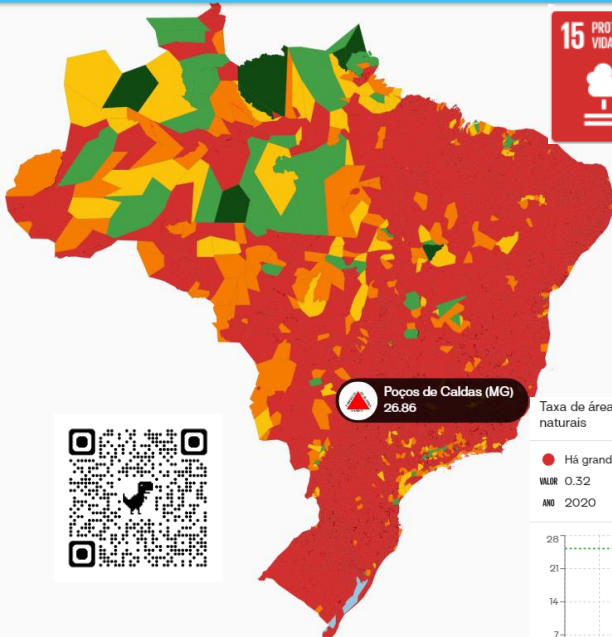 15 PROT
VIDA
Poços de Caldas (MG)
26.86
Taxa de área
naturais
Há grand
VALOR 0.32
ANO 2020
28
21
14
7